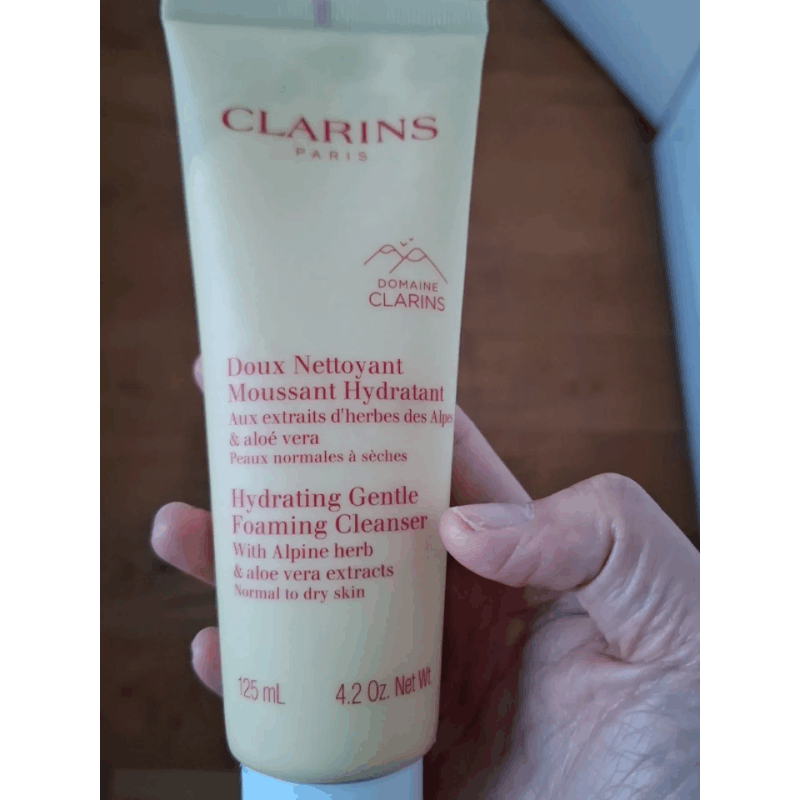 CLARINS
PARIS
DOMAINE
CLARINS
Doux Nettoyant
Moussant Hydratant
Aux extraits d'herbes des Alpes
& aloé vera
Peaux normales à sèches
Hydrating Gentle
Foaming Cleanser
With Alpine herb
& aloe vera extracts
Normal to dry skin
125 mL 4.2 Oz. Net Wt.